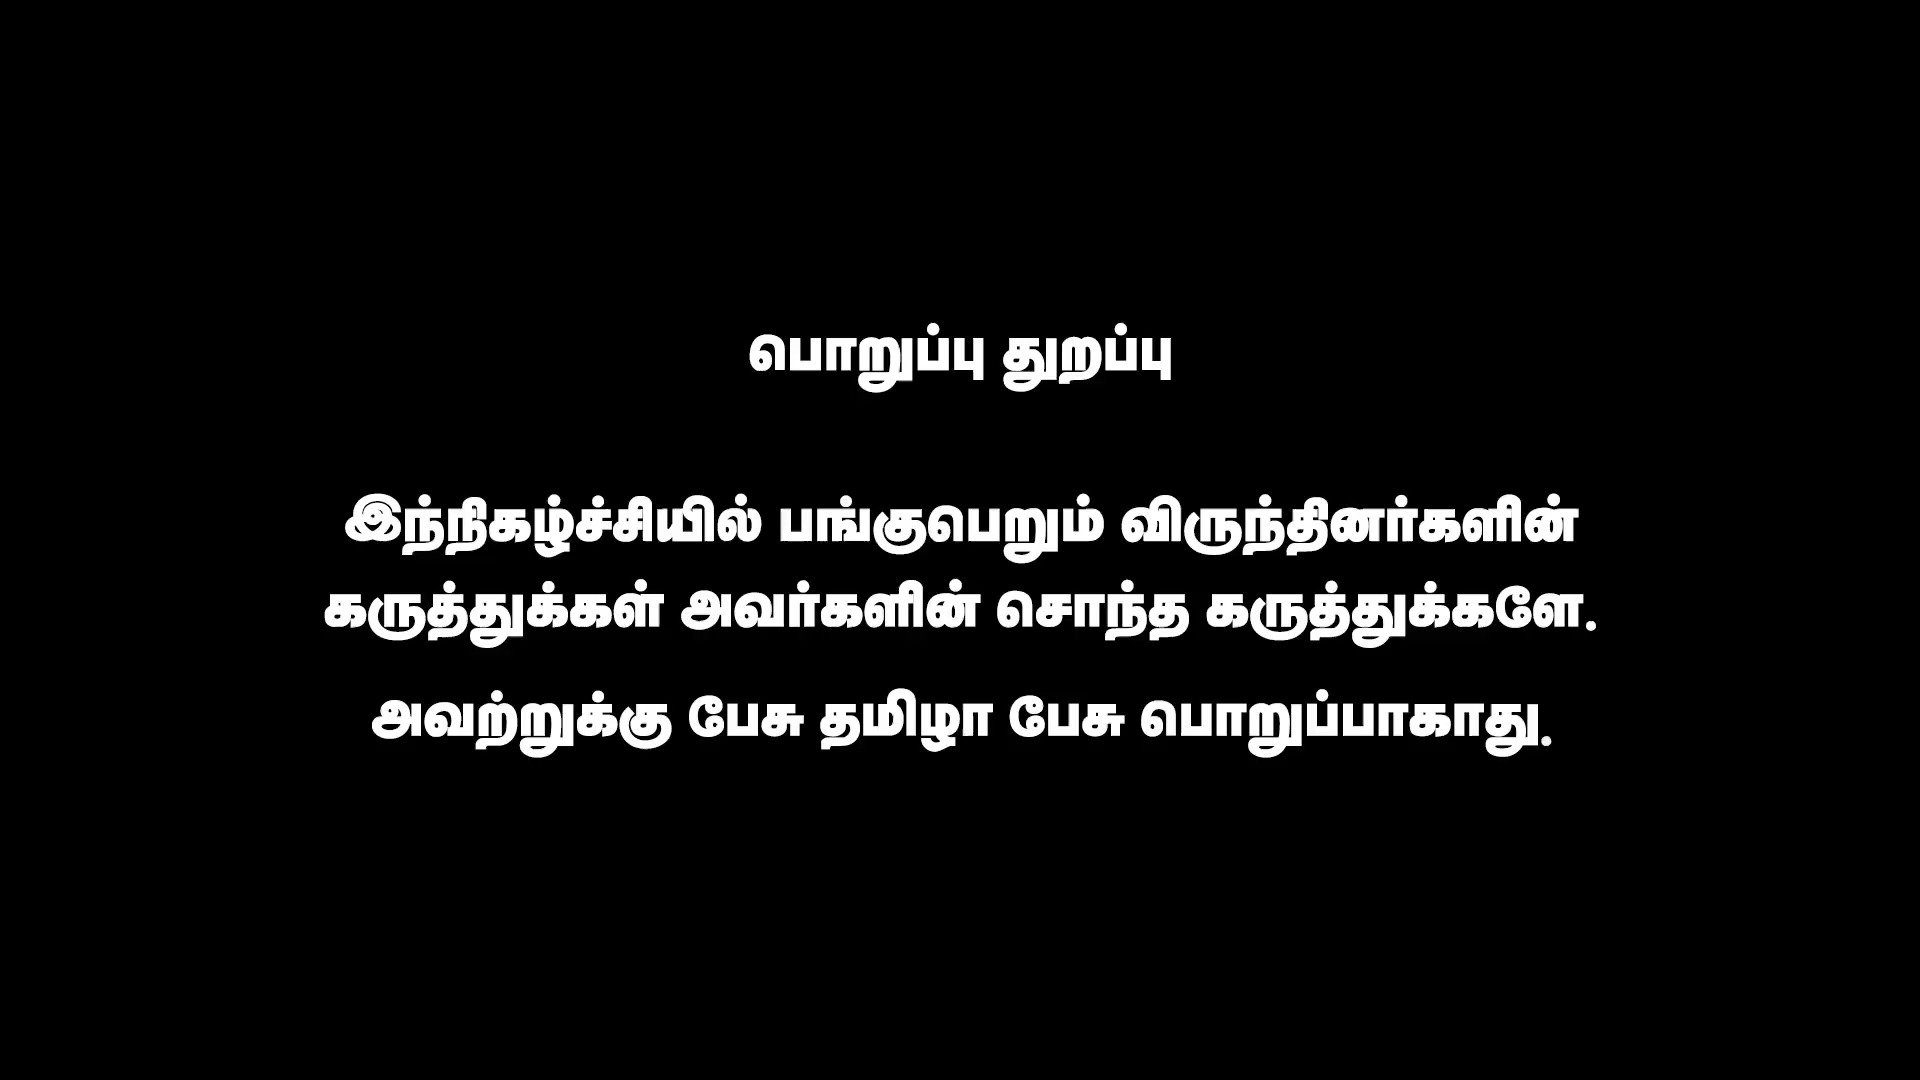 பொறுப்பு துறப்பு
இந்நிகழ்ச்சியில் பங்குபெறும் விருந்தினர்களின்
கருத்துக்கள் அவர்களின் சொந்த கருத்துக்களே.
அவற்றுக்கு பேசு தமிழா பேசு பொறுப்பாகாது.